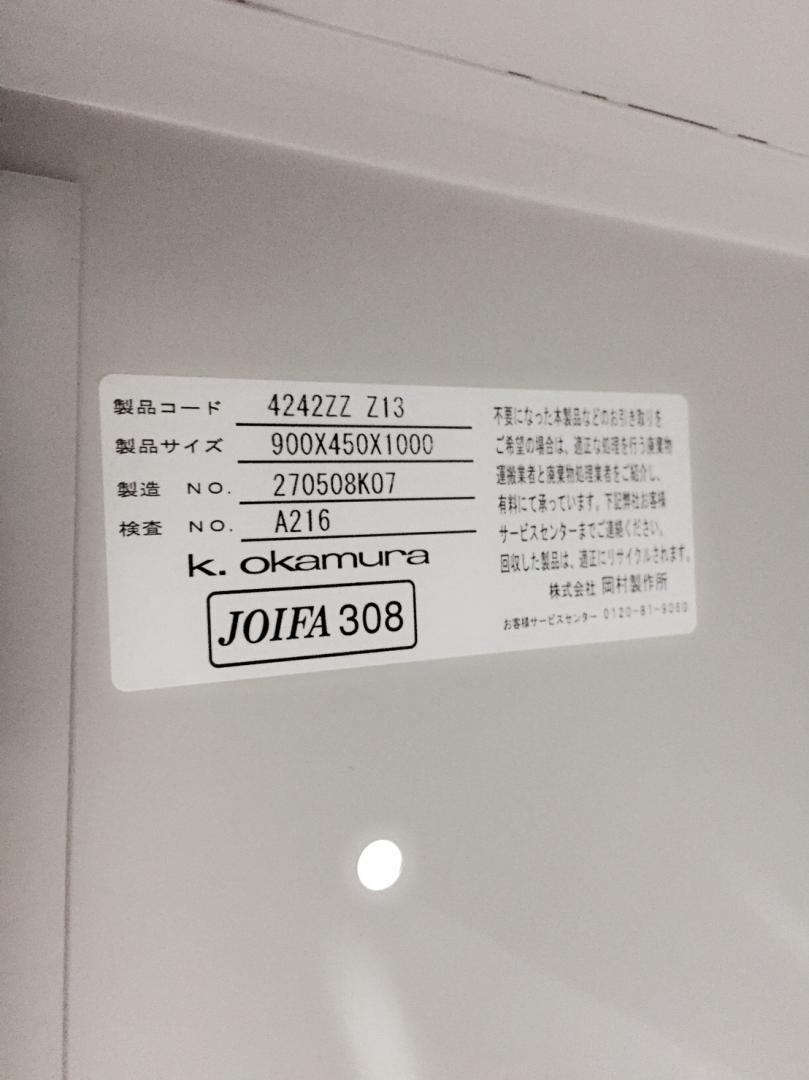 製品コード 4242ZZ Z13
製品サイズ 900X450X1000
製造 NO. 270508K07
検査 NO. A216
k. okamura
JOIFA 308
不要になった本製品などのお引き取りを
ご希望の場合は、適正な処理を行う廃棄物
運搬業者と廃棄物処理業者をご紹介し、
有料にて承っています。下記弊社お客様
サービスセンターまでご連絡ください。
回収した製品は、適正にリサイクルされます。
株式会社 岡村製作所
お客様サービスセンター 0120-81-9060